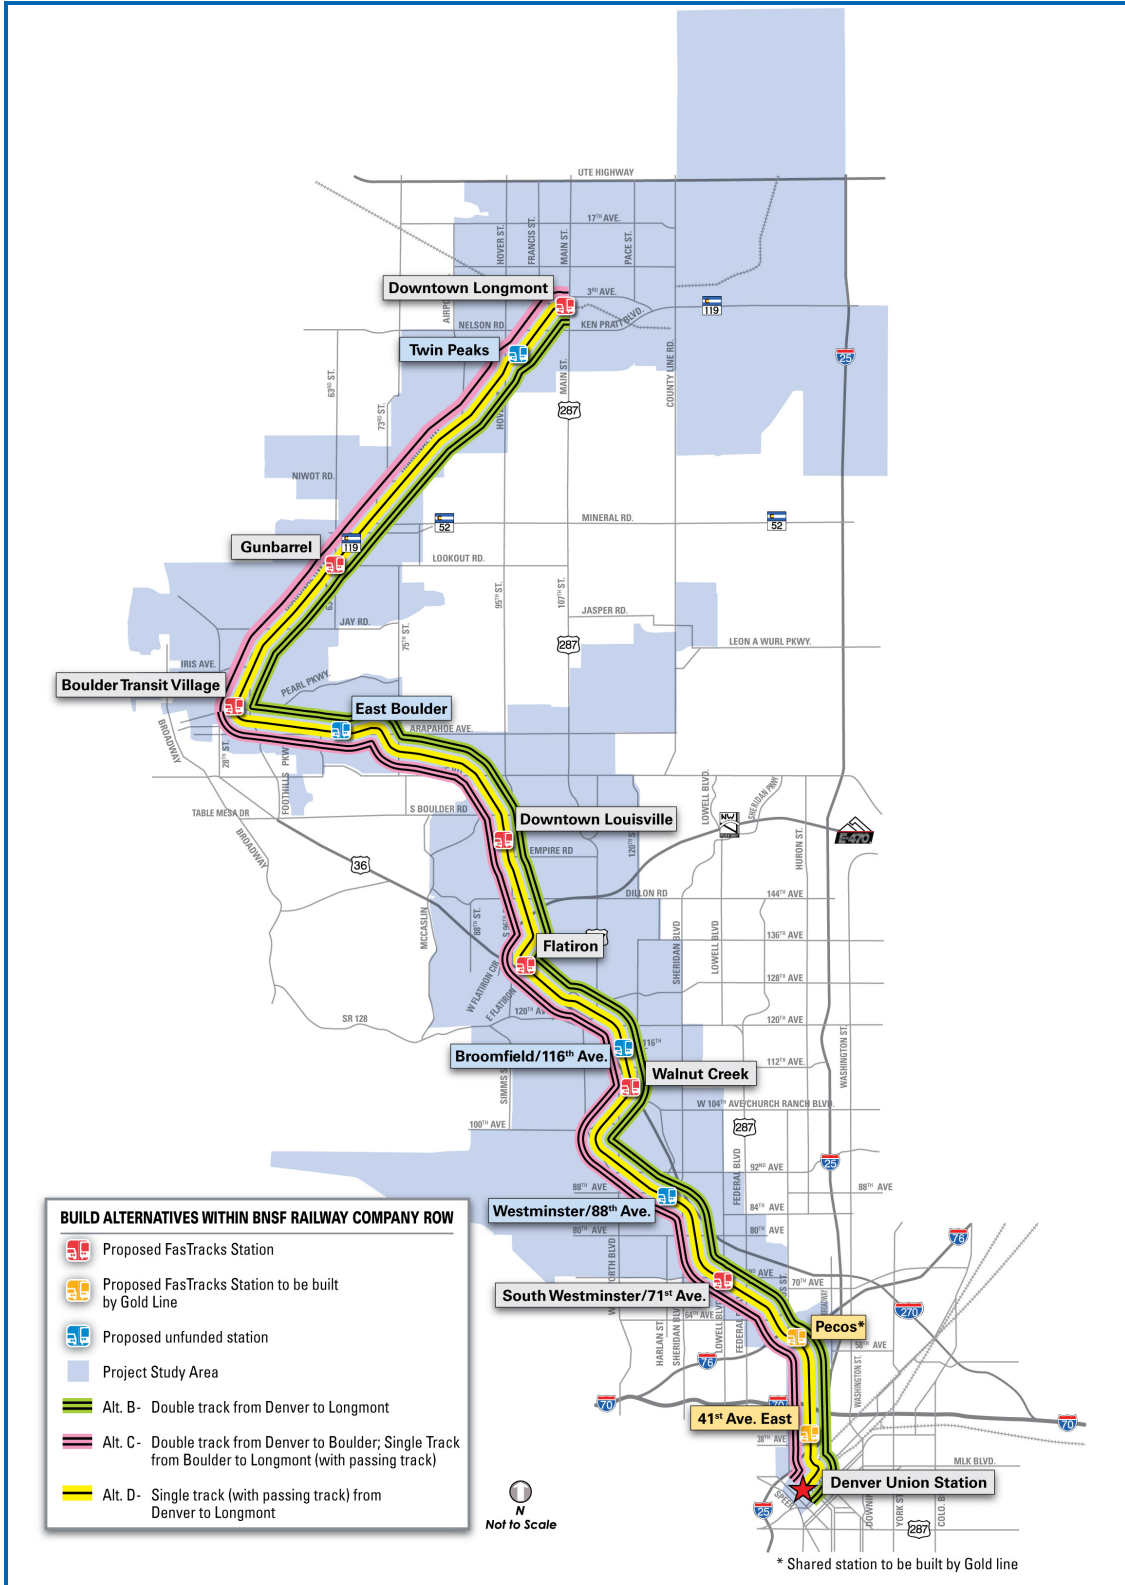 UTE HIGHWAY
17TH AVE.
HOVER ST.
FRANCIS ST.
MAIN ST.
PACE ST.
Downtown Longmont
3RD AVE.
119
NELSON RD.
KEN PRATT BLVD.
Twin Peaks
25
63RD ST.
73RD ST.
MAIN ST.
COUNTY LINE RD.
287
NIWOT RD.
52
MINERAL RD.
52
Gunbarrel
119
LOOKOUT RD.
95TH ST.
107TH ST.
JASPER RD.
JAY RD.
75TH ST.
287
LEON A WURL PKWY.
IRIS AVE.
Boulder Transit Village
PEARL PKWY.
East Boulder
BROADWAY
ARAPAHOE AVE.
28TH ST.
FOOTHILLS PKWY
TABLE MESA DR
S BOULDER RD
Downtown Louisville
LOWELL BLVD.
SHERIDAN PKWY.
NW
E-470
BROADWAY
120TH S
HURON ST.
EMPIRE RD
36
DILLON RD
144TH AVE
MCCASLIN
88TH ST.
S 96TH S
136TH AVE
Flatiron
SHERIDAN BLVD
LOWELL BLVD
W FLATIRON CIR
E FLATIRON
128TH AVE
SR 128
120TH AV
120TH AVE
Broomfield/116th Ave.
116TH
112TH AVE.
WASHINGTON ST.
Walnut Creek
SIMMS S
W 104TH AVE/CHURCH RANCH BLVD.
100TH AVE
287
25
92ND AVE
FEDERAL BLVD
88TH AVE
88TH AVE
Westminster/88th Ave.
84TH AVE
80TH AVE
80TH AVE
76
70TH AVE
South Westminster/71st Ave.
64TH AVE
270
Pecos*
58TH AVE
HARLAN ST.
SHERIDAN BLV
LOWELL BLVD
FEDERAL B
76
WASHINGTON ST.
70
70
41st Ave. East
70
38TH AVE
MLK BLVD.
Denver Union Station
SPEER
25
YORK ST
COLO. B
287
BUILD ALTERNATIVES WITHIN BNSF RAILWAY COMPANY ROW
Proposed FasTracks Station
Proposed FasTracks Station to be built
by Gold Line
Proposed unfunded station
Project Study Area
Alt. B- Double track from Denver to Longmont
Alt. C- Double track from Denver to Boulder; Single Track
from Boulder to Longmont (with passing track)
Alt. D- Single track (with passing track) from
Denver to Longmont
N
Not to Scale
* Shared station to be built by Gold line